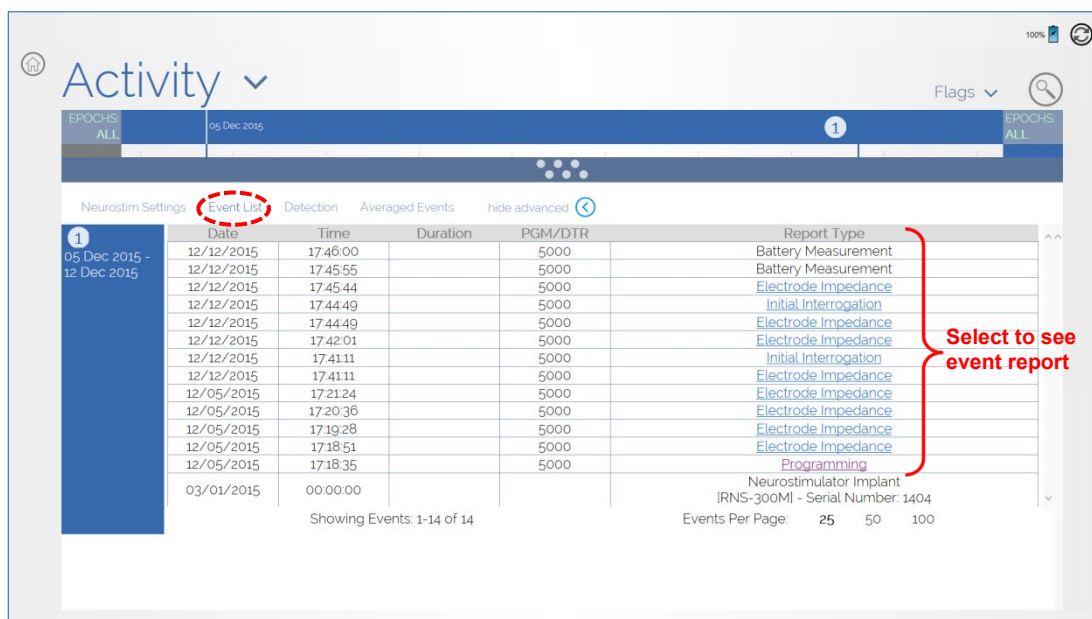 100%
Activity
Flags
EPOCHS:
ALL
05 Dec 2015
1
EPOCHS:
ALL
Neurostim Settings Event List Detection Averaged Events hide advanced
1
05 Dec 2015 -
12 Dec 2015
Date Time Duration PGM/DTR Report Type
12/12/2015 17:46:00 5000 Battery Measurement
12/12/2015 17:45:55 5000 Battery Measurement
12/12/2015 17:45:44 5000 Electrode Impedance
12/12/2015 17:44:49 5000 Initial Interrogation
12/12/2015 17:44:49 5000 Electrode Impedance
12/12/2015 17:42:01 5000 Electrode Impedance
12/12/2015 17:41:11 5000 Initial Interrogation
12/12/2015 17:41:11 5000 Electrode Impedance
12/05/2015 17:21:24 5000 Electrode Impedance
12/05/2015 17:20:36 5000 Electrode Impedance
12/05/2015 17:19:28 5000 Electrode Impedance
12/05/2015 17:18:51 5000 Electrode Impedance
12/05/2015 17:18:35 5000 Programming
03/01/2015 00:00:00 Neurostimulator Implant
[RNS-300M] - Serial Number: 1404
Select to see
event report
Showing Events: 1-14 of 14 Events Per Page: 25 50 100